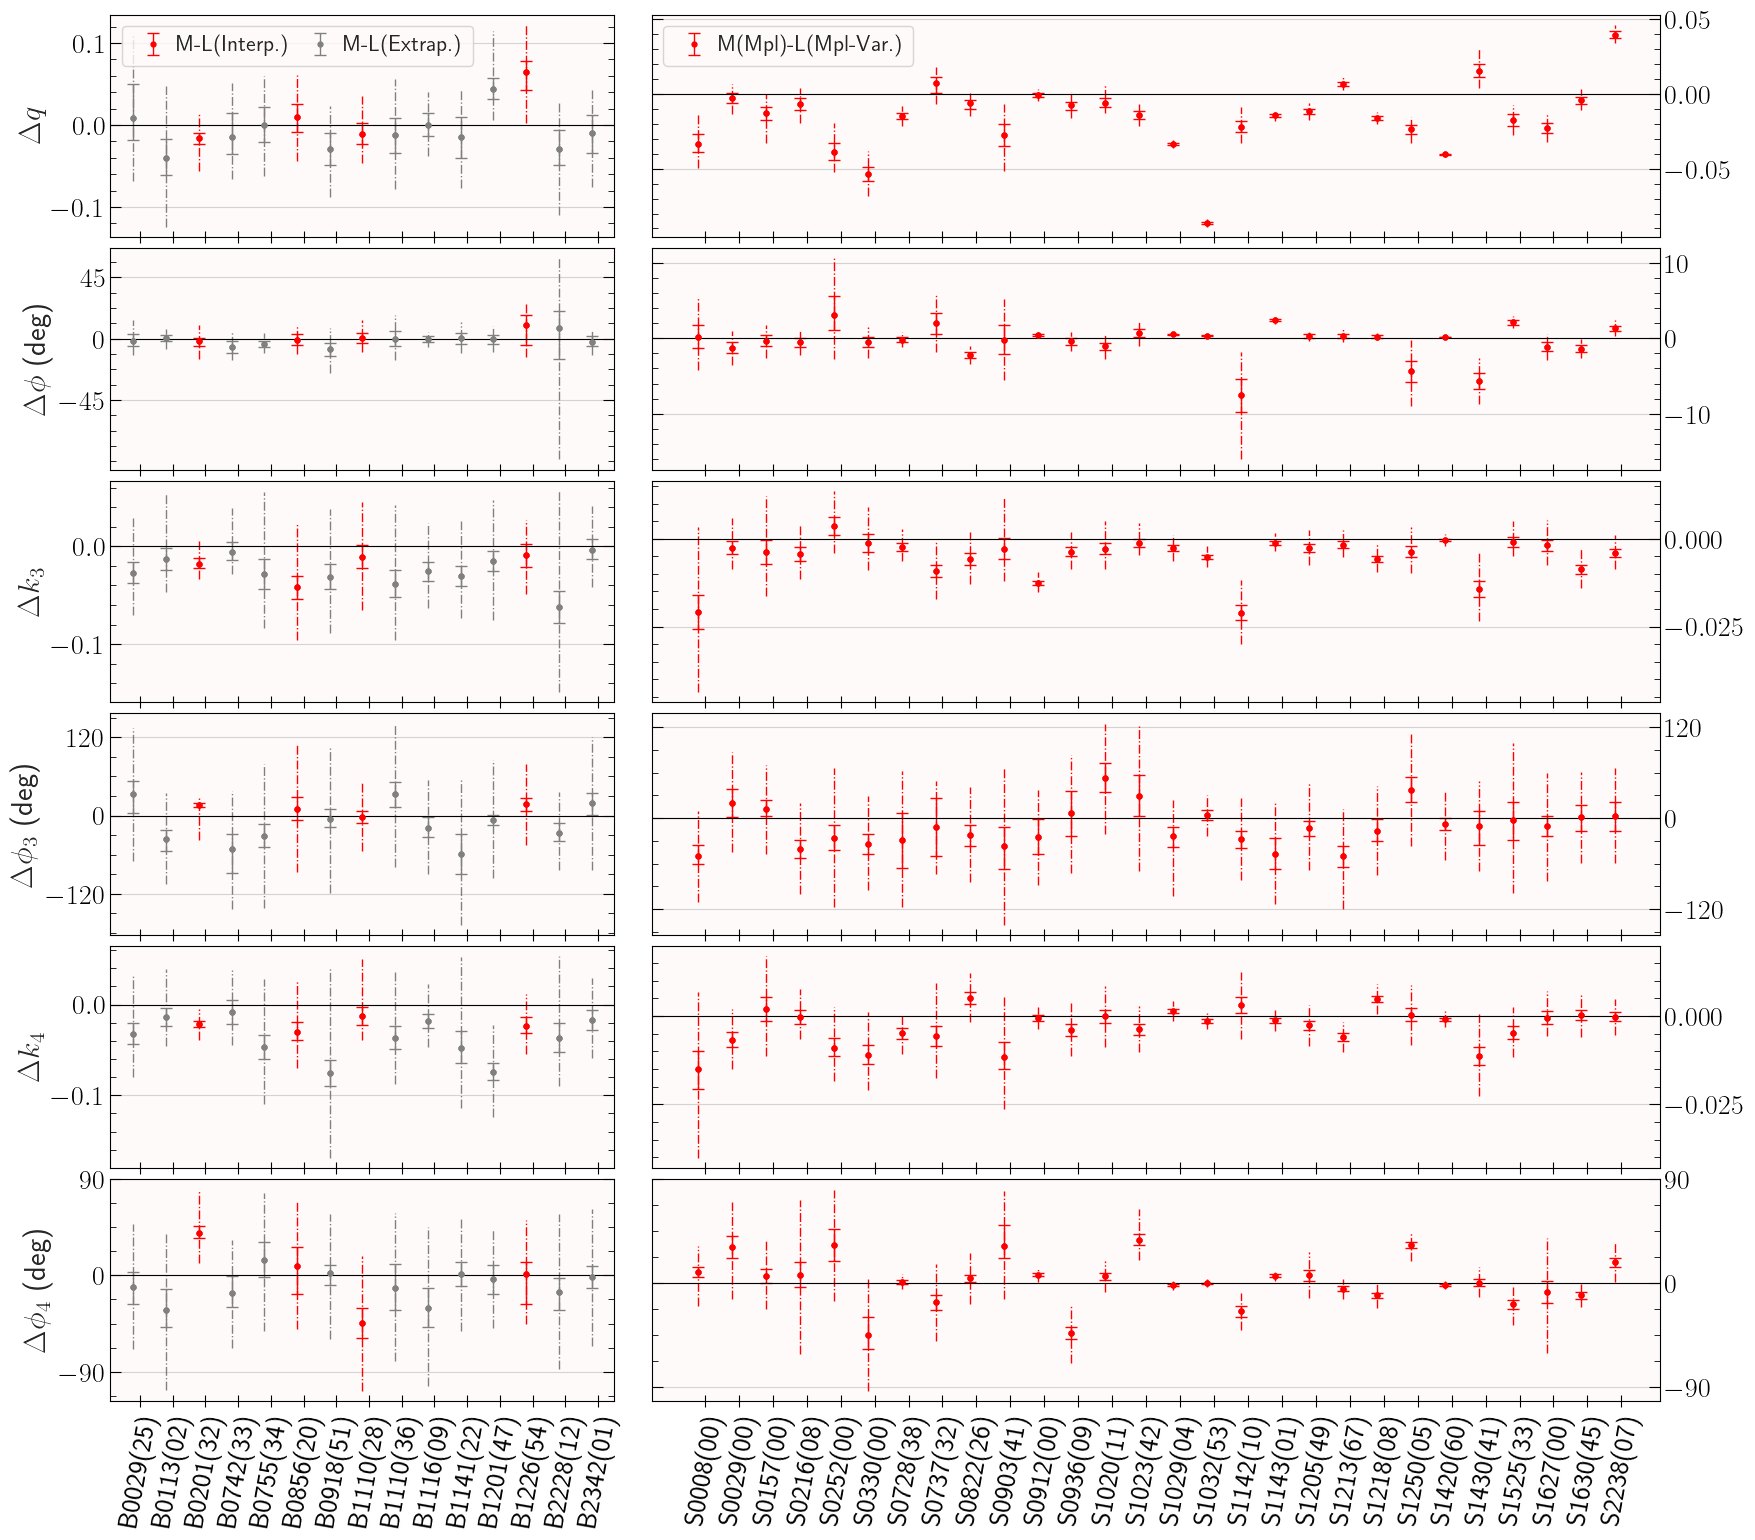 M-L(Interp.) M-L(Extrap.)
M(Mpl)-L(Mpl-Var.)
Δq
0.1
0.0
−0.1
0.05
0.00
−0.05
Δϕ (deg)
45
0
−45
10
0
−10
Δk₃
0.0
−0.1
0.000
−0.025
Δϕ₃ (deg)
120
0
−120
120
0
−120
Δk₄
0.0
−0.1
0.000
−0.025
Δϕ₄ (deg)
90
0
−90
90
0
−90
B0029(25)
B0113(02)
B0201(32)
B0742(33)
B0755(34)
B0856(20)
B0918(51)
B1110(28)
B1110(36)
B1116(09)
B1141(22)
B1201(47)
B1226(54)
B2228(12)
B2342(01)
S0008(00)
S0029(00)
S0157(00)
S0216(08)
S0252(00)
S0330(00)
S0728(38)
S0737(32)
S0822(26)
S0903(41)
S0912(00)
S0936(09)
S1020(11)
S1023(42)
S1029(04)
S1032(53)
S1142(10)
S1143(01)
S1205(49)
S1213(67)
S1218(08)
S1250(05)
S1420(60)
S1430(41)
S1525(33)
S1627(00)
S1630(45)
S2238(07)